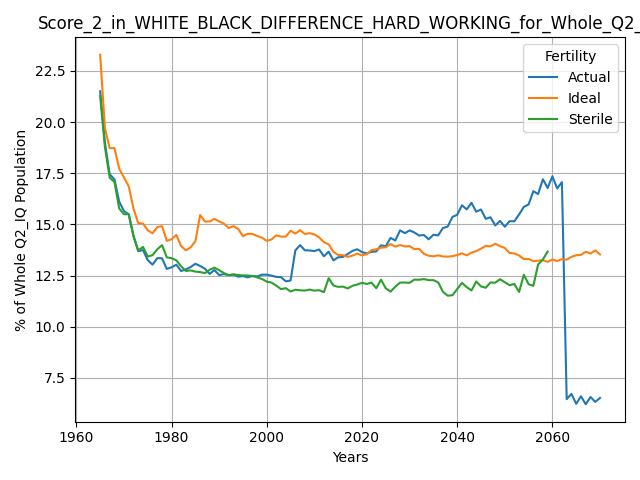 Score_2_in_WHITE_BLACK_DIFFERENCE_HARD_WORKING_for_Whole_Q2_
Fertility
Actual
Ideal
Sterile
% of Whole Q2_IQ Population
22.5
20.0
17.5
15.0
12.5
10.0
7.5
1960
1980
2000
2020
2040
2060
Years